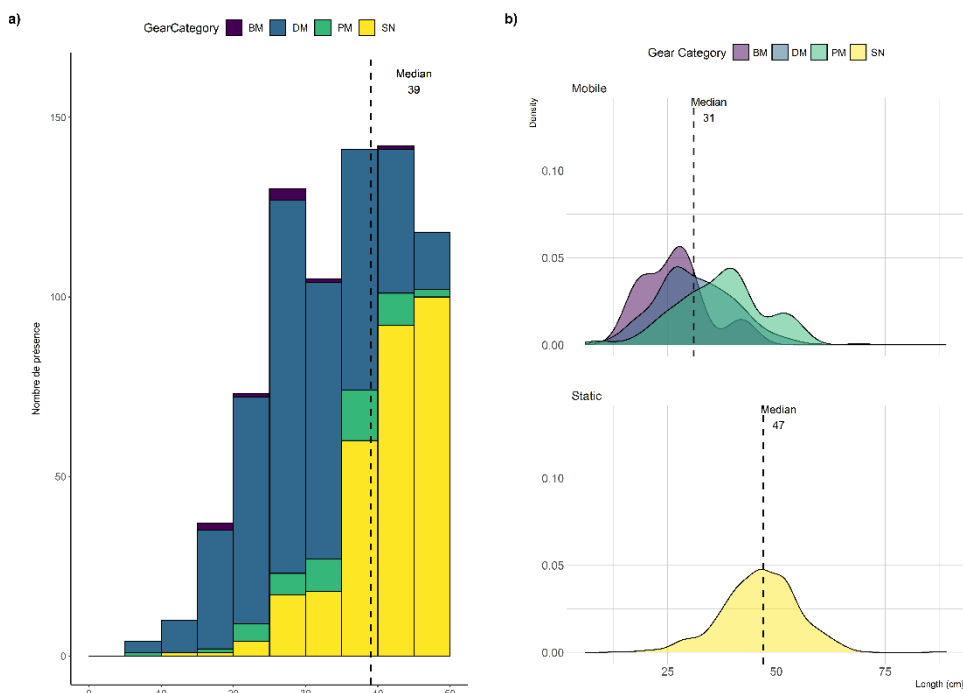 a)
GearCategory BM DM PM SN
Median
39
Nombre de présence
150
100
50
0
0 10 20 30 40 50
b)
Gear Category BM DM PM SN
Mobile
Density
Median
31
0.10
0.05
0.00
Static
Median
47
0.10
0.05
0.00
25 50 75
Length (cm)